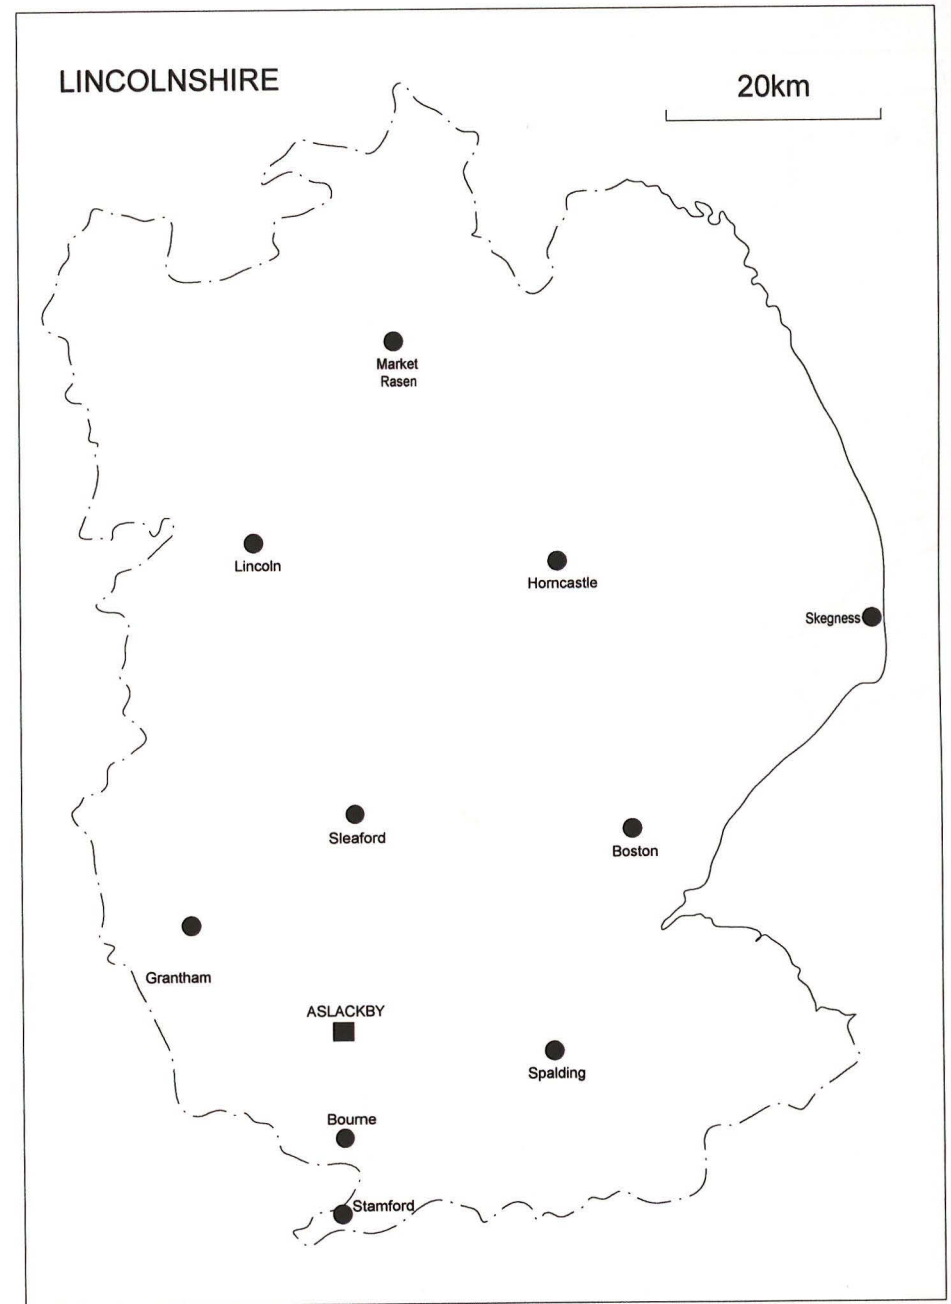 LINCOLNSHIRE
20km
Market
Rasen
Lincoln
Horncastle
Skegness
Sleaford
Boston
Grantham
ASLACKBY
Spalding
Bourne
Stamford